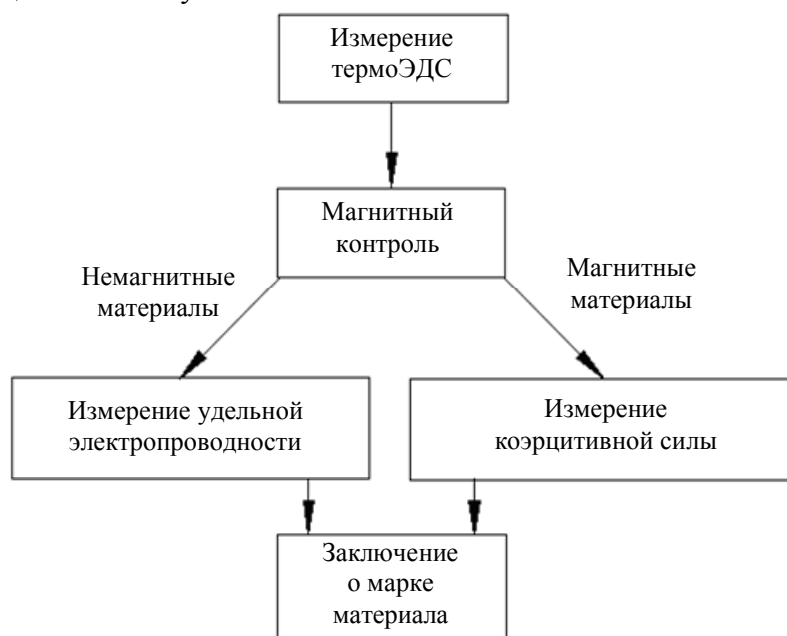 Измерение
термоЭДС
Магнитный
контроль
Немагнитные
материалы
Магнитные
материалы
Измерение удельной
электропроводности
Измерение
коэрцитивной силы
Заключение
о марке
материала